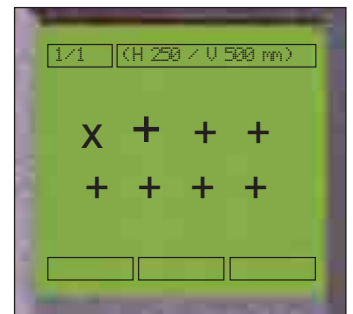 1/1 (H 250 / V 500 mm)
x + + +
+ + + +